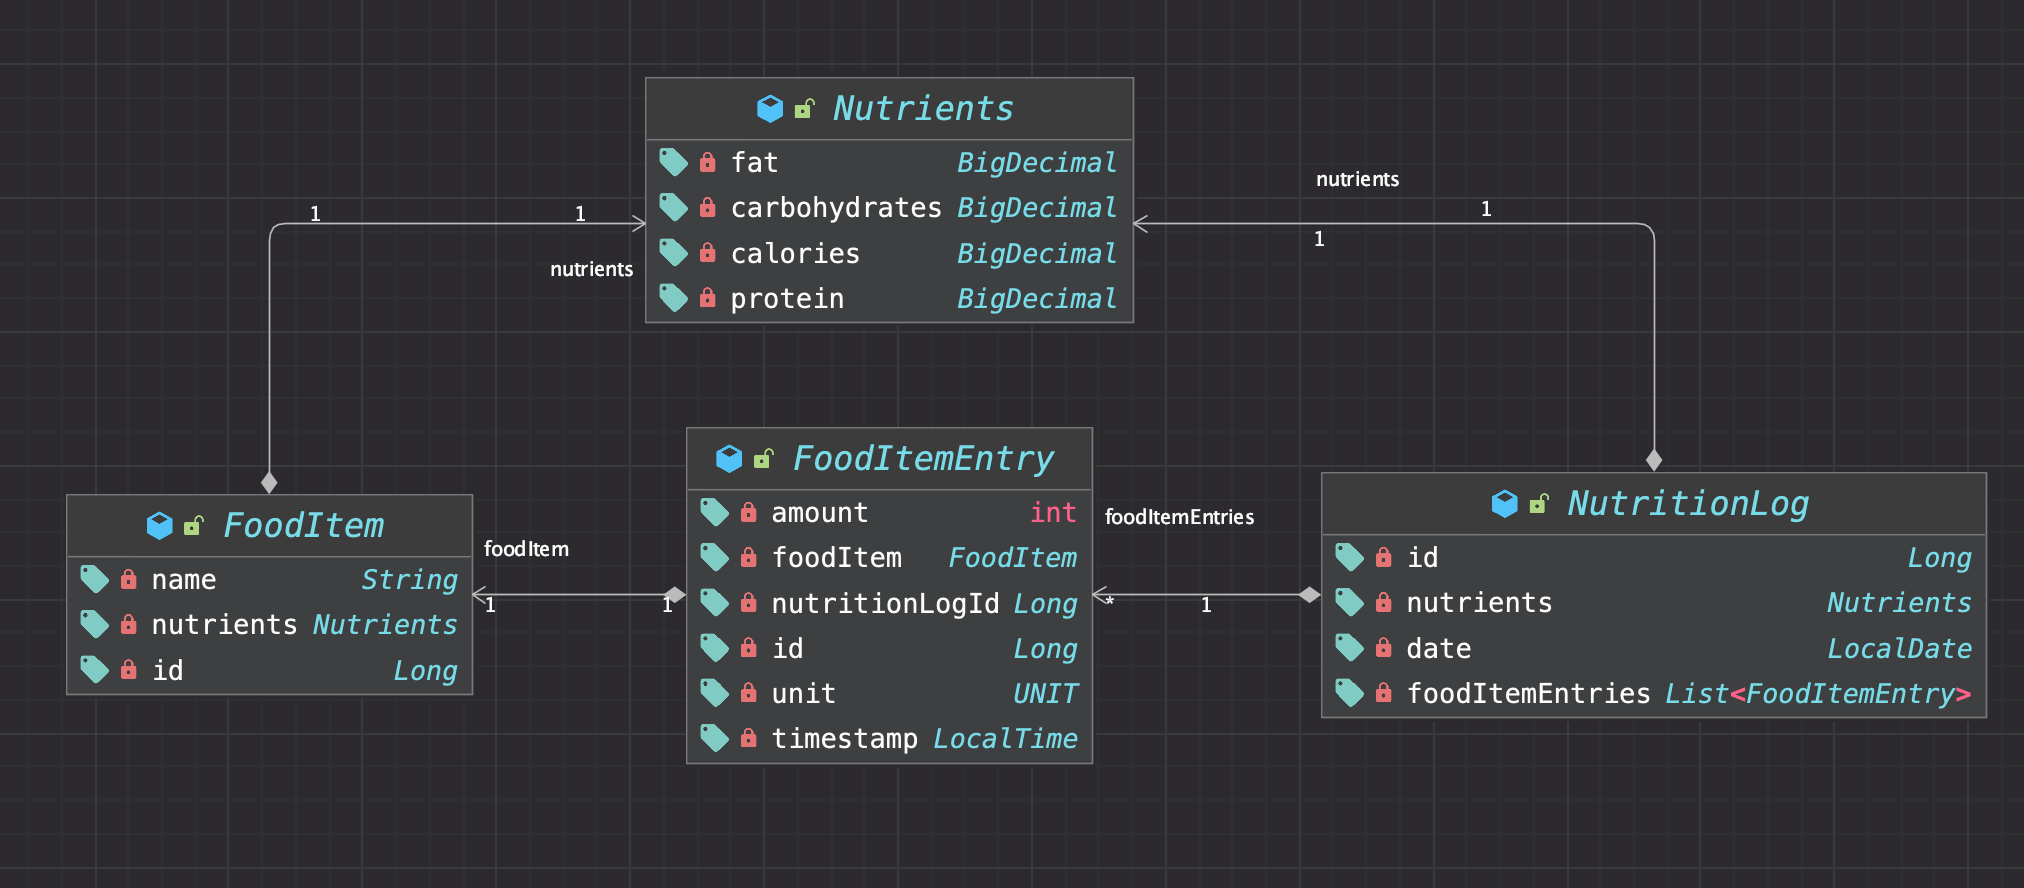 Nutrients
fat BigDecimal
carbohydrates BigDecimal
calories BigDecimal
protein BigDecimal
1 1
nutrients
nutrients
1
1
FoodItem
name String
nutrients Nutrients
id Long
foodItem
1 1
FoodItemEntry
amount int
foodItem FoodItem
nutritionLogId Long
id Long
unit UNIT
timestamp LocalTime
foodItemEntries
* 1
NutritionLog
id Long
nutrients Nutrients
date LocalDate
foodItemEntries List<FoodItemEntry>